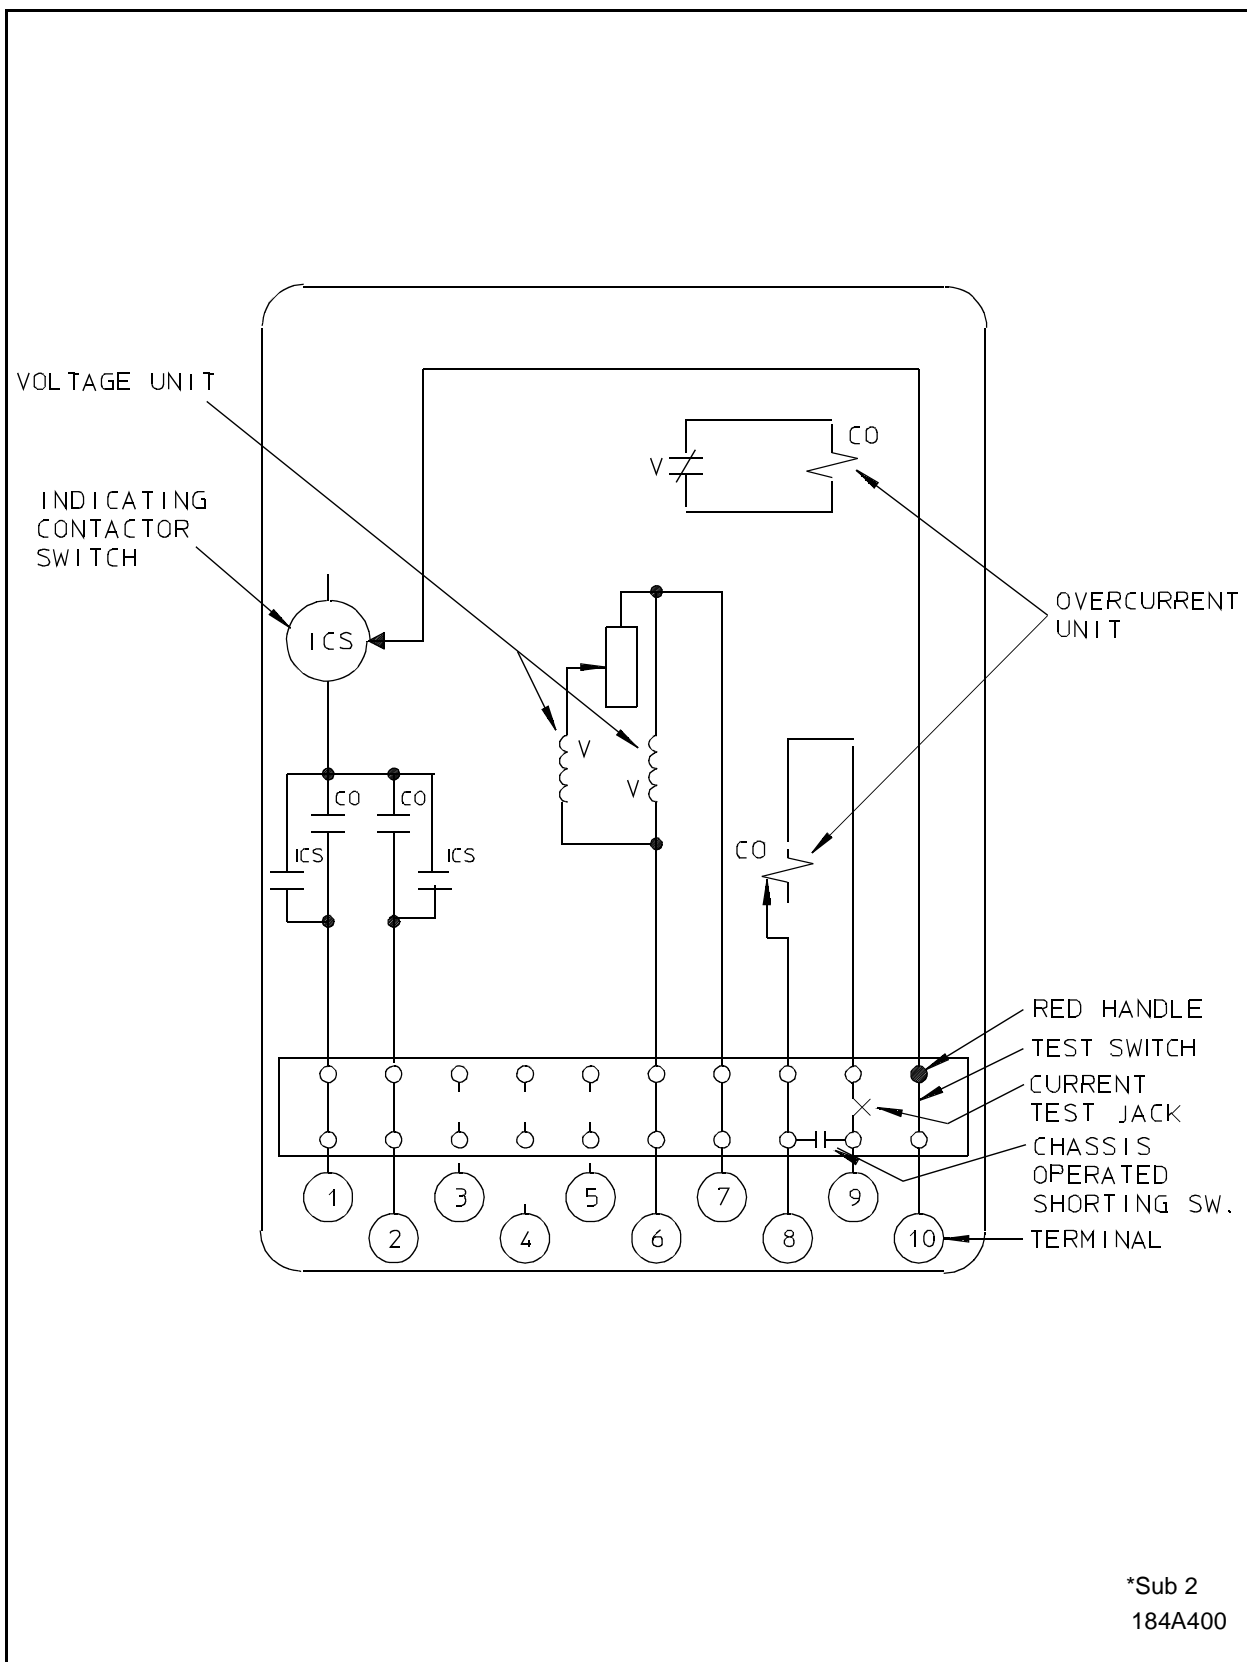 VOLTAGE UNIT
INDICATING
CONTACTOR
SWITCH
CO
V
OVERCURRENT
UNIT
ICS
V
V
CO
CO
ICS
ICS
CO
RED HANDLE
TEST SWITCH
CURRENT
TEST JACK
CHASSIS
OPERATED
SHORTING SW.
TERMINAL
1
3
5
7
9
2
4
6
8
10
*Sub 2
184A400